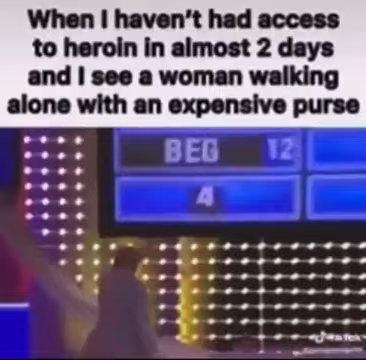 When I haven't had access
to heroin in almost 2 days
and I see a woman walking
alone with an expensive purse
BEG 12
4
TikTok